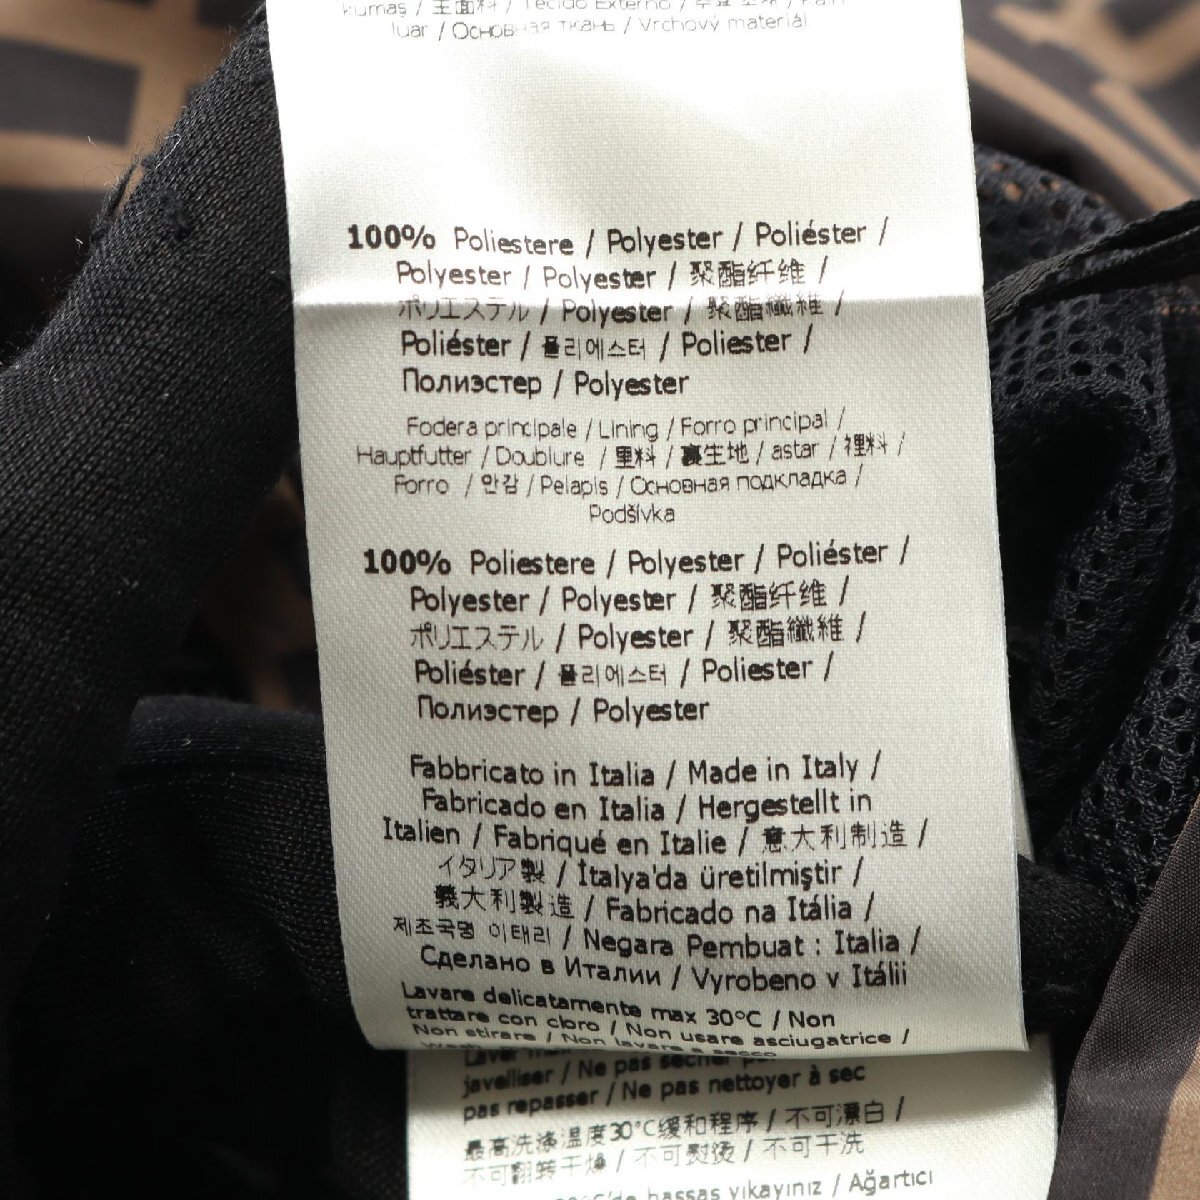 kumaş / 主面料 / Tecido Externo /
luar / Основная ткань / Vrchový materiál
100% Poliestere / Polyester / Poliéster /
Polyester / Polyester / 聚酯纤维 /
ポリエステル / Polyester / 聚酯纖維 /
Poliéster / 폴리에스터 / Poliester /
Полиэстер / Polyester
Fodera principale / Lining / Forro principal /
Hauptfutter / Doublure / 里料 / 裏生地 / astar / 裡料 /
Forro / 안감 / Pelapis / Основная подкладка /
Podšívka
100% Poliestere / Polyester / Poliéster /
Polyester / Polyester / 聚酯纤维 /
ポリエステル / Polyester / 聚酯纖維 /
Poliéster / 폴리에스터 / Poliester /
Полиэстер / Polyester
Fabbricato in Italia / Made in Italy /
Fabricado en Italia / Hergestellt in
Italien / Fabriqué en Italie / 意大利制造 /
イタリア製 / İtalya'da üretilmiştir /
義大利製造 / Fabricado na Itália /
제조국명 이태리 / Negara Pembuat : Italia /
Сделано в Италии / Vyrobeno v Itálii
Lavare delicatamente max 30°C / Non
trattare con cloro / Non usare asciugatrice /
Non stirare / Non lavare a secco
javelliser / Ne pas sécher par
pas repasser / Ne pas nettoyer à sec
最高洗涤温度30°C缓和程序 / 不可漂白 /
不可翻转干燥 / 不可熨烫 / 不可干洗
hassas yıkayınız / Ağartıcı